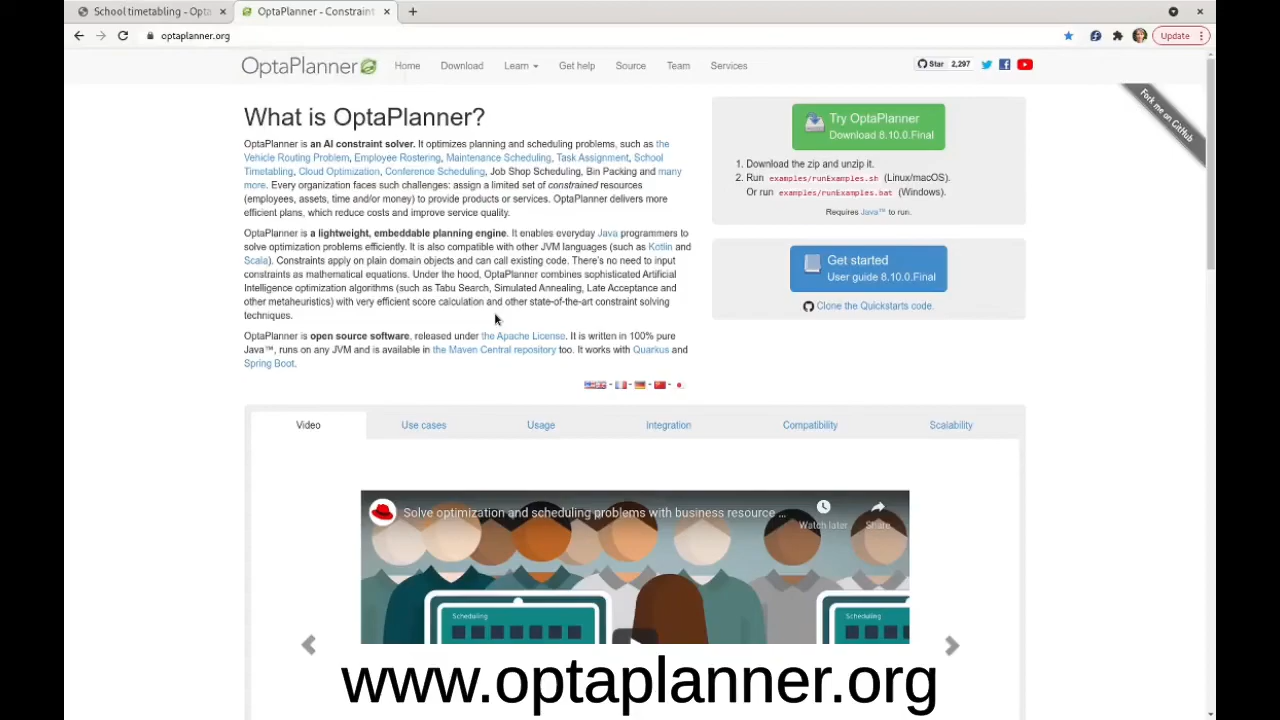 School timetabling - Opta
OptaPlanner - Constraint
optaplanner.org
Update
OptaPlanner
Home
Download
Learn
Get help
Source
Team
Services
Star
2,297
Fork me on GitHub
What is OptaPlanner?
OptaPlanner is an AI constraint solver. It optimizes planning and scheduling problems, such as the
Vehicle Routing Problem, Employee Rostering, Maintenance Scheduling, Task Assignment, School
Timetabling, Cloud Optimization, Conference Scheduling, Job Shop Scheduling, Bin Packing and many
more. Every organization faces such challenges: assign a limited set of constrained resources
(employees, assets, time and/or money) to provide products or services. OptaPlanner delivers more
efficient plans, which reduce costs and improve service quality.
OptaPlanner is a lightweight, embeddable planning engine. It enables everyday Java programmers to
solve optimization problems efficiently. It is also compatible with other JVM languages (such as Kotlin and
Scala). Constraints apply on plain domain objects and can call existing code. There's no need to input
constraints as mathematical equations. Under the hood, OptaPlanner combines sophisticated Artificial
Intelligence optimization algorithms (such as Tabu Search, Simulated Annealing, Late Acceptance and
other metaheuristics) with very efficient score calculation and other state-of-the-art constraint solving
techniques.
OptaPlanner is open source software, released under the Apache License. It is written in 100% pure
Java™, runs on any JVM and is available in the Maven Central repository too. It works with Quarkus and
Spring Boot.
Try OptaPlanner
Download 8.10.0.Final
1. Download the zip and unzip it.
2. Run examples/runExamples.sh (Linux/macOS).
Or run examples/runExamples.bat (Windows).
Requires Java™ to run.
Get started
User guide 8.10.0.Final
Clone the Quickstarts code.
Video
Use cases
Usage
Integration
Compatibility
Scalability
Solve optimization and scheduling problems with business resource ...
Watch later
Share
Scheduling
Scheduling
www.optaplanner.org